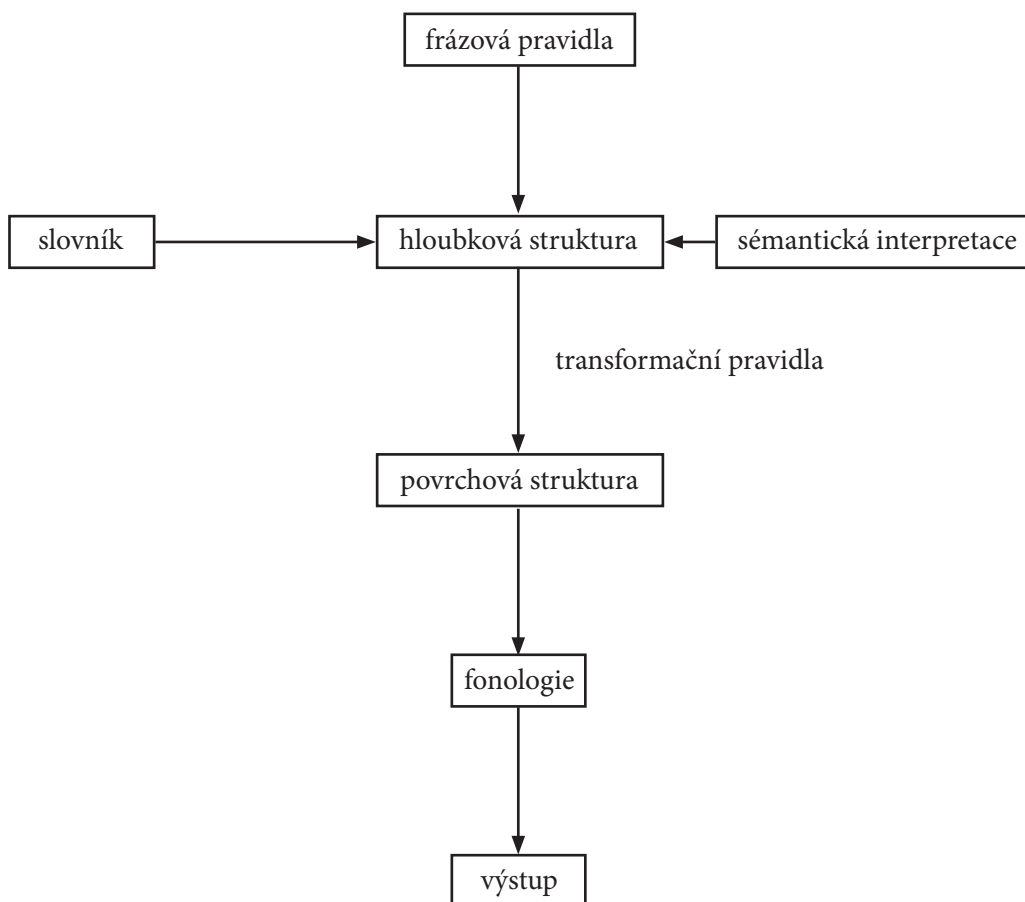 frázová pravidla
slovník
hloubková struktura
sémantická interpretace
transformační pravidla
povrchová struktura
fonologie
výstup